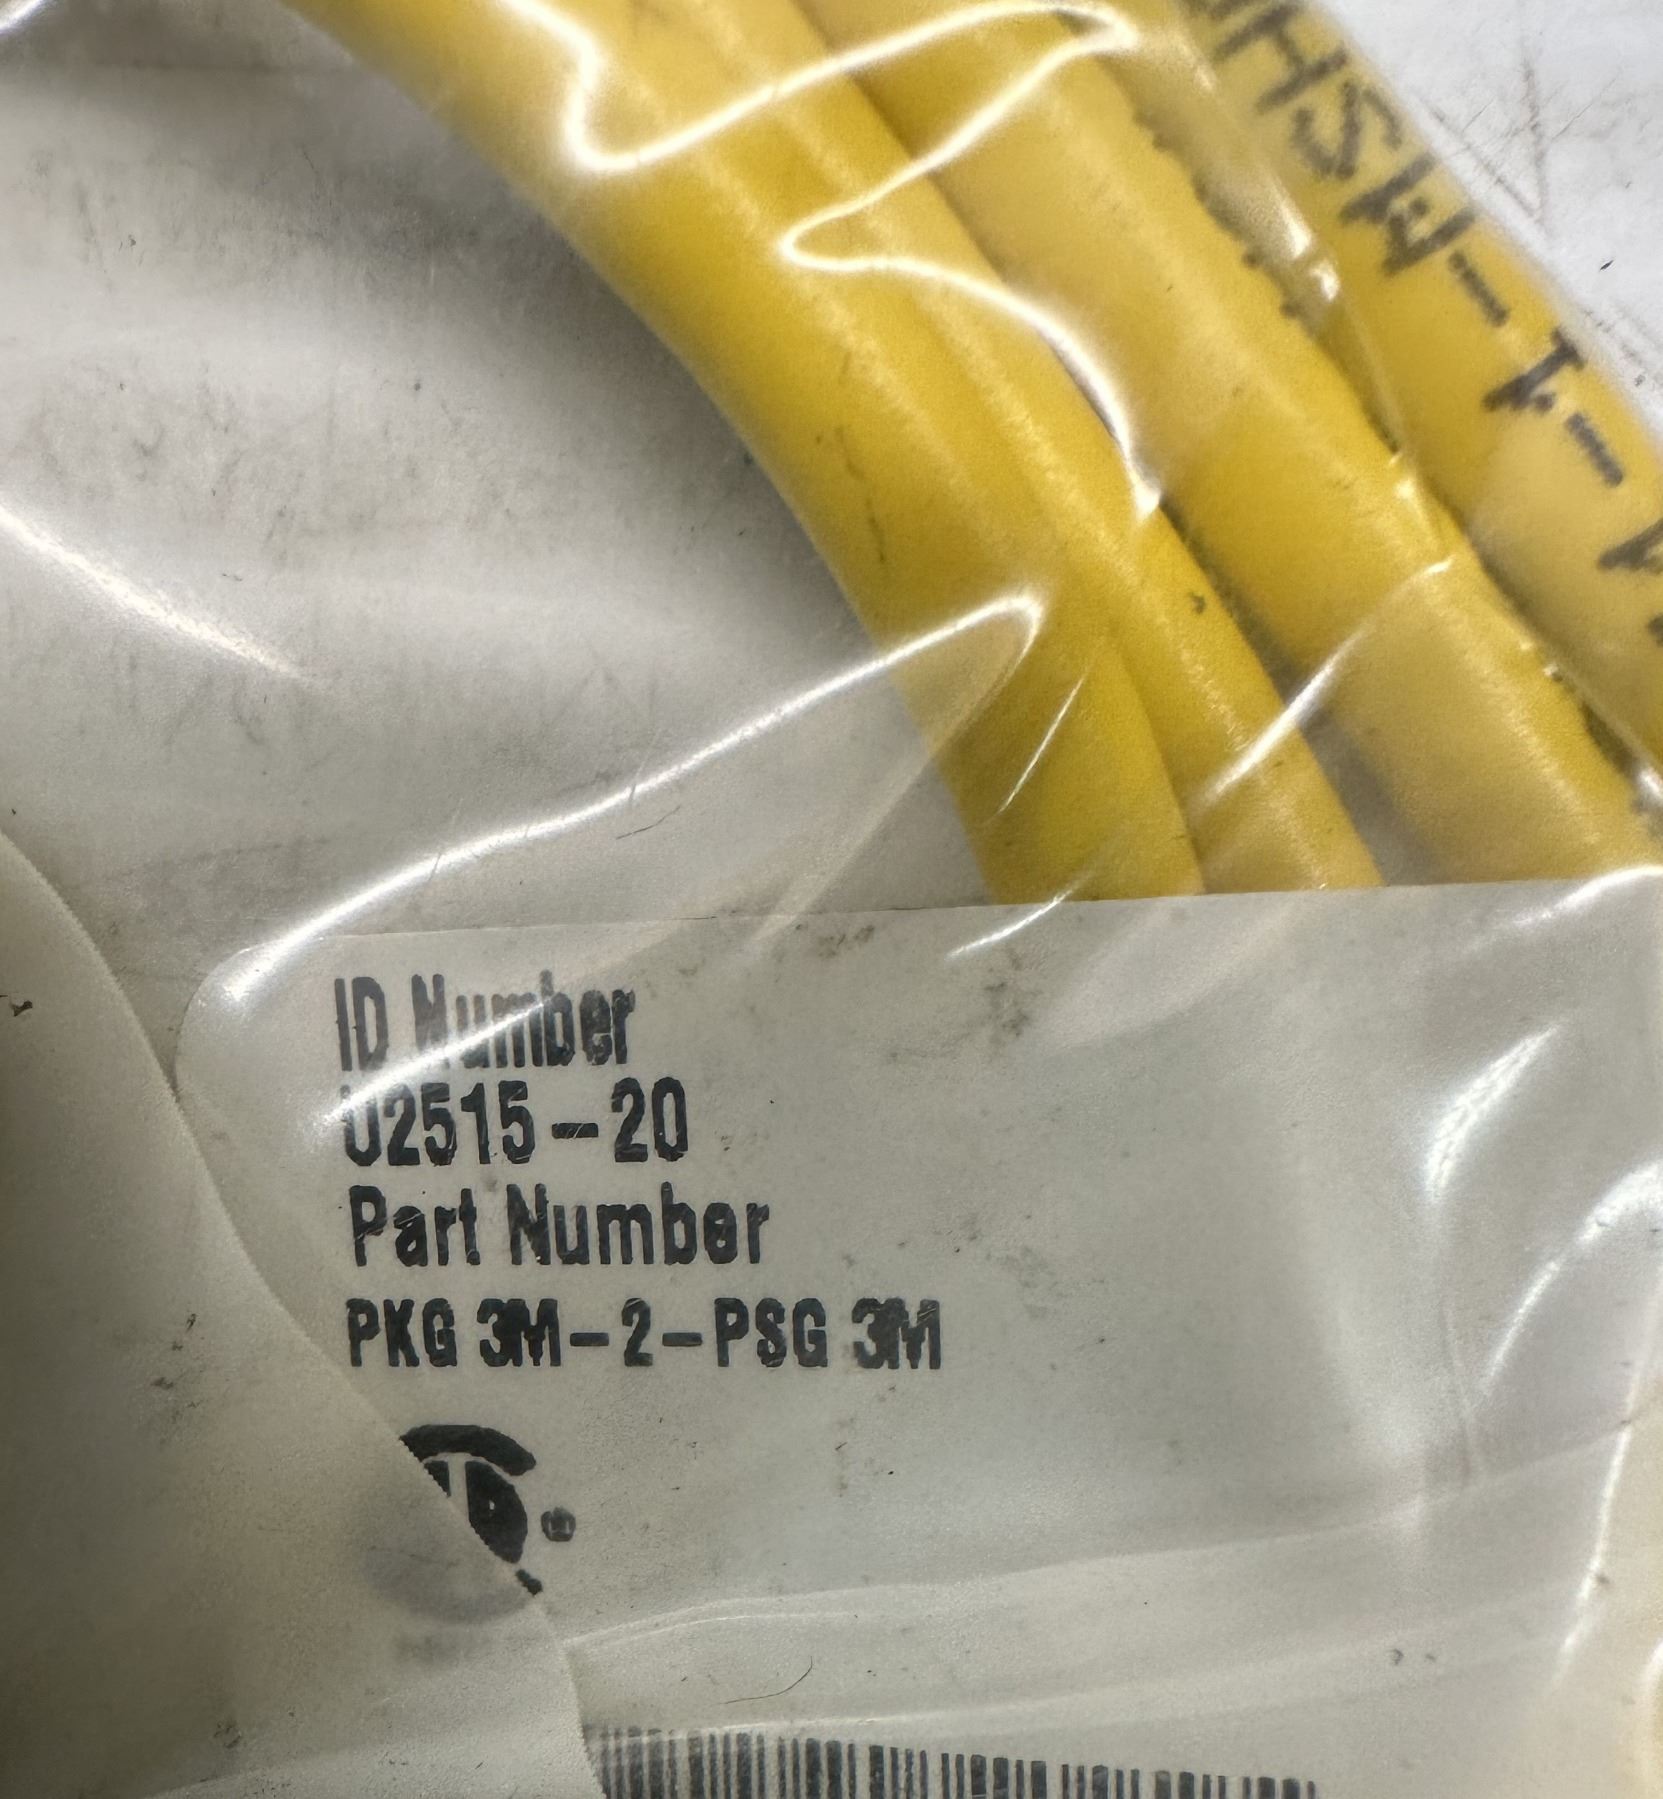 ID Number
U2515-20
Part Number
PKG 3M-2-PSG 3M